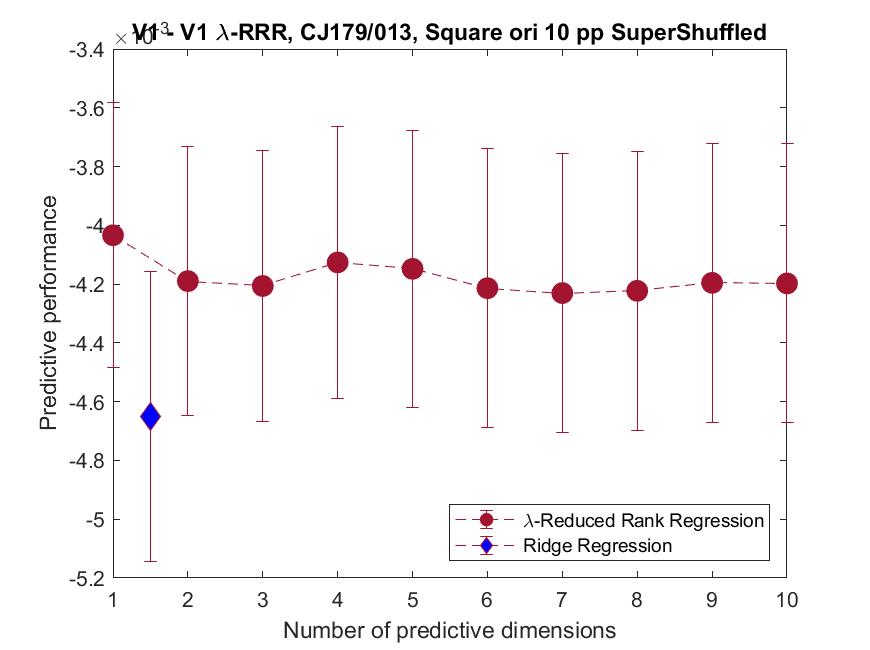 V1 - V1 λ-RRR, CJ179/013, Square ori 10 pp SuperShuffled
×10-3
-3.4
-3.6
-3.8
-4
-4.2
-4.4
-4.6
-4.8
-5
-5.2
Predictive performance
λ-Reduced Rank Regression
Ridge Regression
1 2 3 4 5 6 7 8 9 10
Number of predictive dimensions